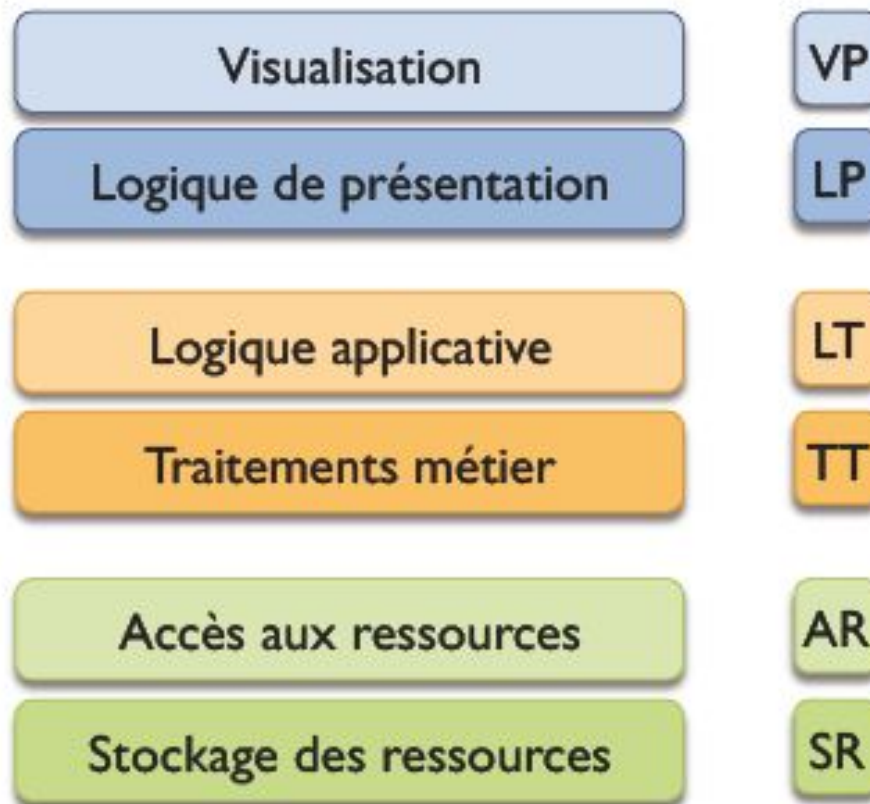 Visualisation
VP
Logique de présentation
LP
Logique applicative
LT
Traitements métier
TT
Accès aux ressources
AR
Stockage des ressources
SR